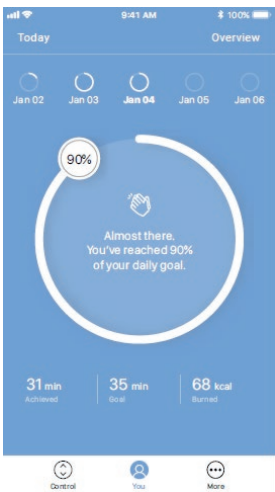 9:41 AM
100%
Today
Overview
Jan 02
Jan 03
Jan 04
Jan 05
Jan 06
90%
Almost there.
You've reached 90%
of your daily goal.
31 min
Achieved
35 min
Goal
68 kcal
Burned
Control
You
More